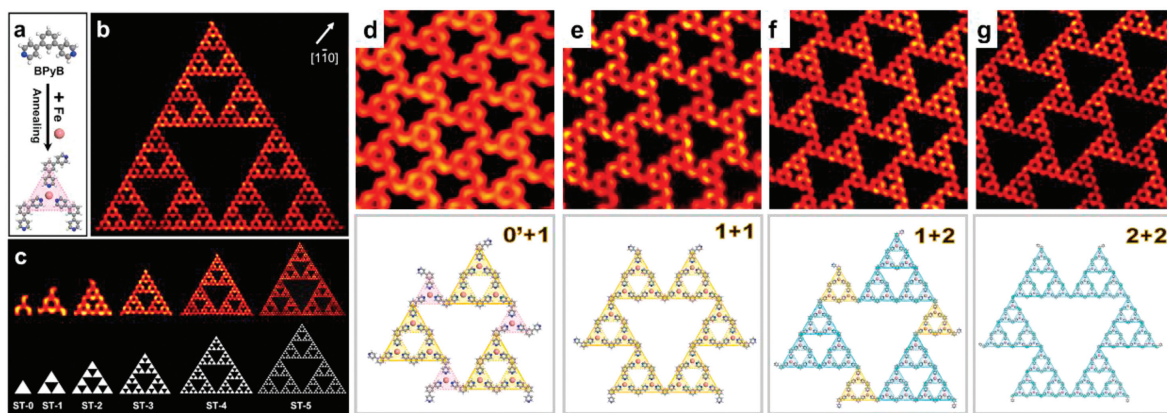 a
BPyB
+ Fe
Annealing
b
[11̄0]
c
ST-0 ST-1 ST-2 ST-3 ST-4 ST-5
d
e
f
g
0'+1
1+1
1+2
2+2